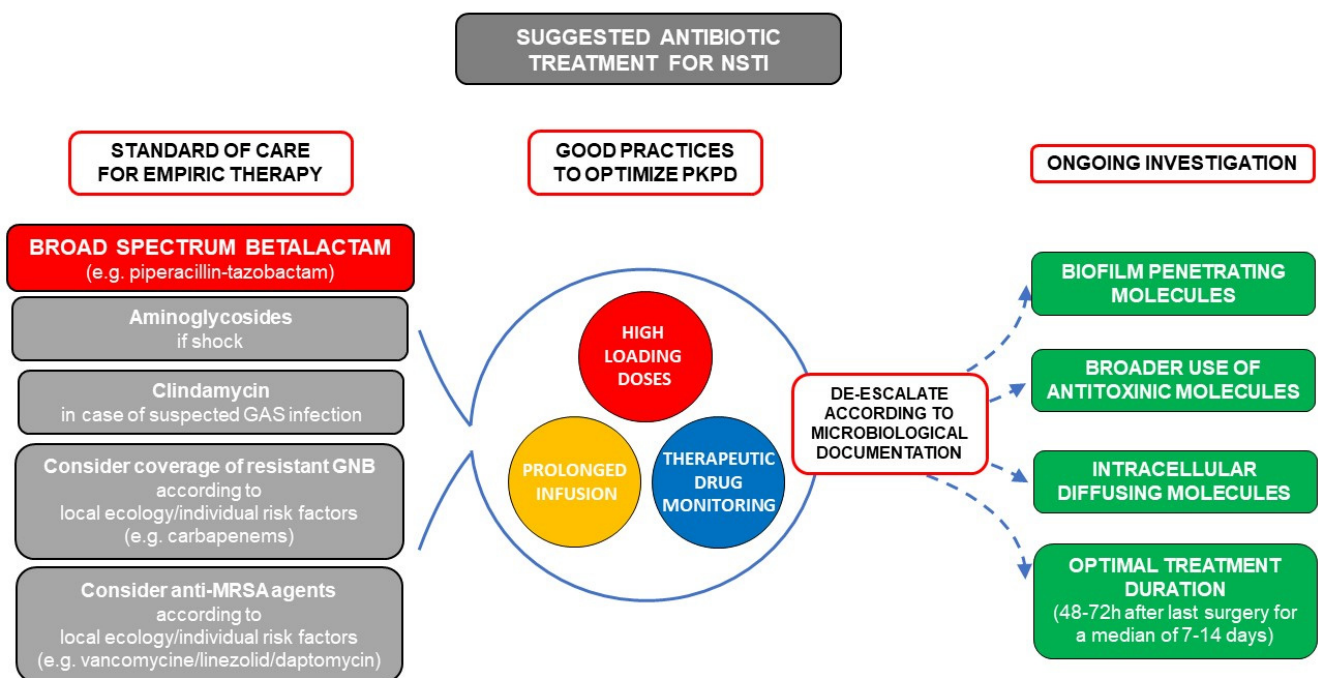 SUGGESTED ANTIBIOTIC
TREATMENT FOR NSTI
STANDARD OF CARE
FOR EMPIRIC THERAPY
BROAD SPECTRUM BETALACTAM
(e.g. piperacillin-tazobactam)
Aminoglycosides
if shock
Clindamycin
in case of suspected GAS infection
Consider coverage of resistant GNB
according to
local ecology/individual risk factors
(e.g. carbapenems)
Consider anti-MRSA agents
according to
local ecology/individual risk factors
(e.g. vancomycine/linezolid/daptomycin)
GOOD PRACTICES
TO OPTIMIZE PKPD
HIGH
LOADING
DOSES
PROLONGED
INFUSION
THERAPEUTIC
DRUG
MONITORING
DE-ESCALATE
ACCORDING TO
MICROBIOLOGICAL
DOCUMENTATION
ONGOING INVESTIGATION
BIOFILM PENETRATING
MOLECULES
BROADER USE OF
ANTITOXINIC MOLECULES
INTRACELLULAR
DIFFUSING MOLECULES
OPTIMAL TREATMENT
DURATION
(48-72h after last surgery for
a median of 7-14 days)